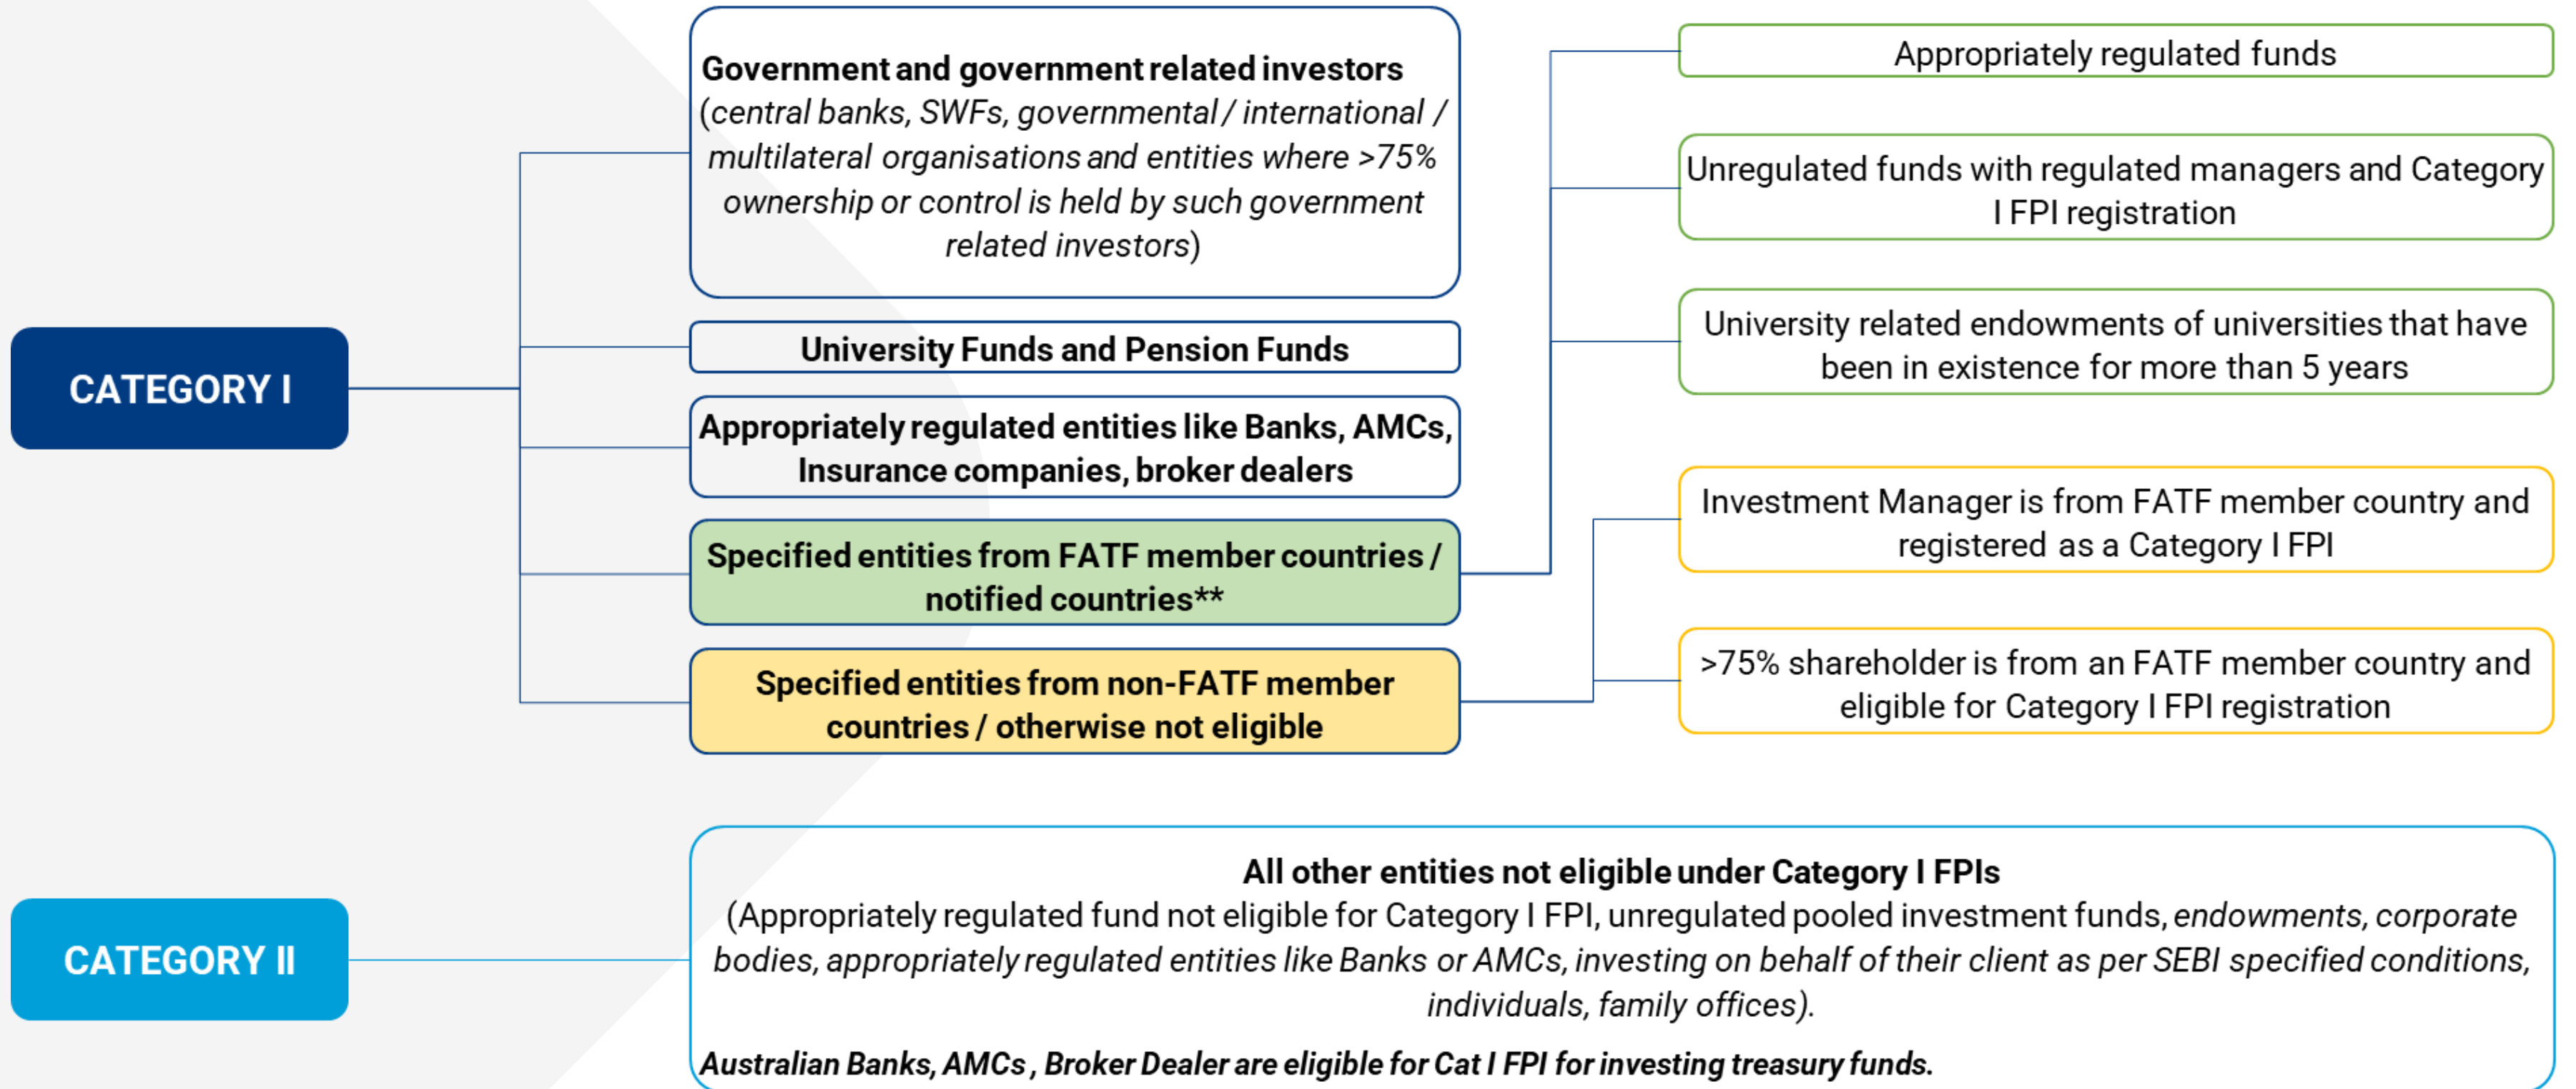 CATEGORY I
Government and government related investors
(central banks, SWFs, governmental / international /
multilateral organisations and entities where >75%
ownership or control is held by such government
related investors)
University Funds and Pension Funds
Appropriately regulated entities like Banks, AMCs,
Insurance companies, broker dealers
Specified entities from FATF member countries /
notified countries**
Specified entities from non-FATF member
countries / otherwise not eligible
Appropriately regulated funds
Unregulated funds with regulated managers and Category
I FPI registration
University related endowments of universities that have
been in existence for more than 5 years
Investment Manager is from FATF member country and
registered as a Category I FPI
>75% shareholder is from an FATF member country and
eligible for Category I FPI registration
CATEGORY II
All other entities not eligible under Category I FPIs
(Appropriately regulated fund not eligible for Category I FPI, unregulated pooled investment funds, endowments, corporate
bodies, appropriately regulated entities like Banks or AMCs, investing on behalf of their client as per SEBI specified conditions,
individuals, family offices).
Australian Banks, AMCs , Broker Dealer are eligible for Cat I FPI for investing treasury funds.